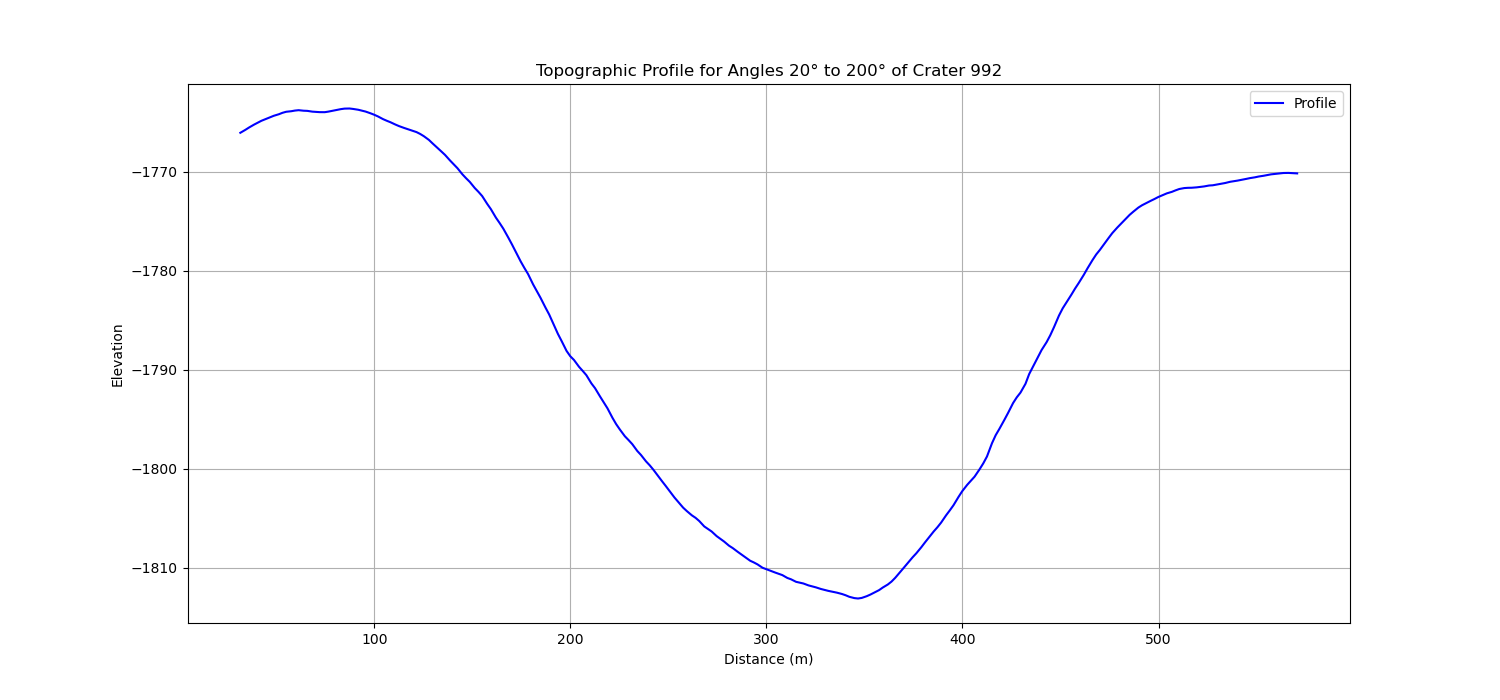 Topographic Profile for Angles 20° to 200° of Crater 992
Profile
−1770
−1780
−1790
−1800
−1810
Elevation
100 200 300 400 500
Distance (m)